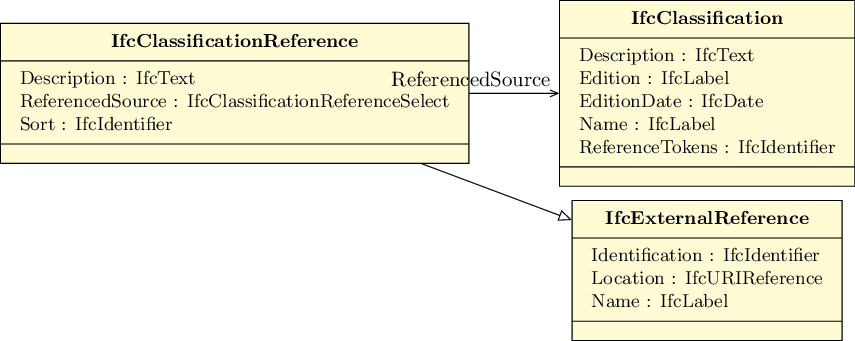 IfcClassificationReference
Description : IfcText
ReferencedSource : IfcClassificationReferenceSelect
Sort : IfcIdentifier
ReferencedSource
IfcClassification
Description : IfcText
Edition : IfcLabel
EditionDate : IfcDate
Name : IfcLabel
ReferenceTokens : IfcIdentifier
IfcExternalReference
Identification : IfcIdentifier
Location : IfcURIReference
Name : IfcLabel